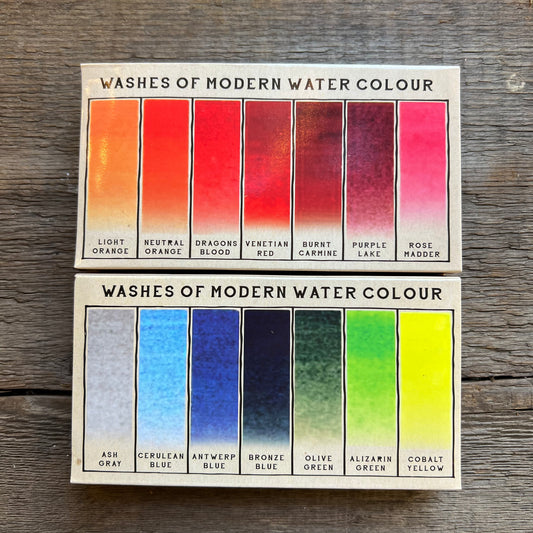 WASHES OF MODERN WATER COLOUR
LIGHT
ORANGE
NEUTRAL
ORANGE
DRAGONS
BLOOD
VENETIAN
RED
BURNT
CARMINE
PURPLE
LAKE
ROSE
MADDER
WASHES OF MODERN WATER COLOUR
ASH
GRAY
CERULEAN
BLUE
ANTWERP
BLUE
BRONZE
BLUE
OLIVE
GREEN
ALIZARIN
GREEN
COBALT
YELLOW